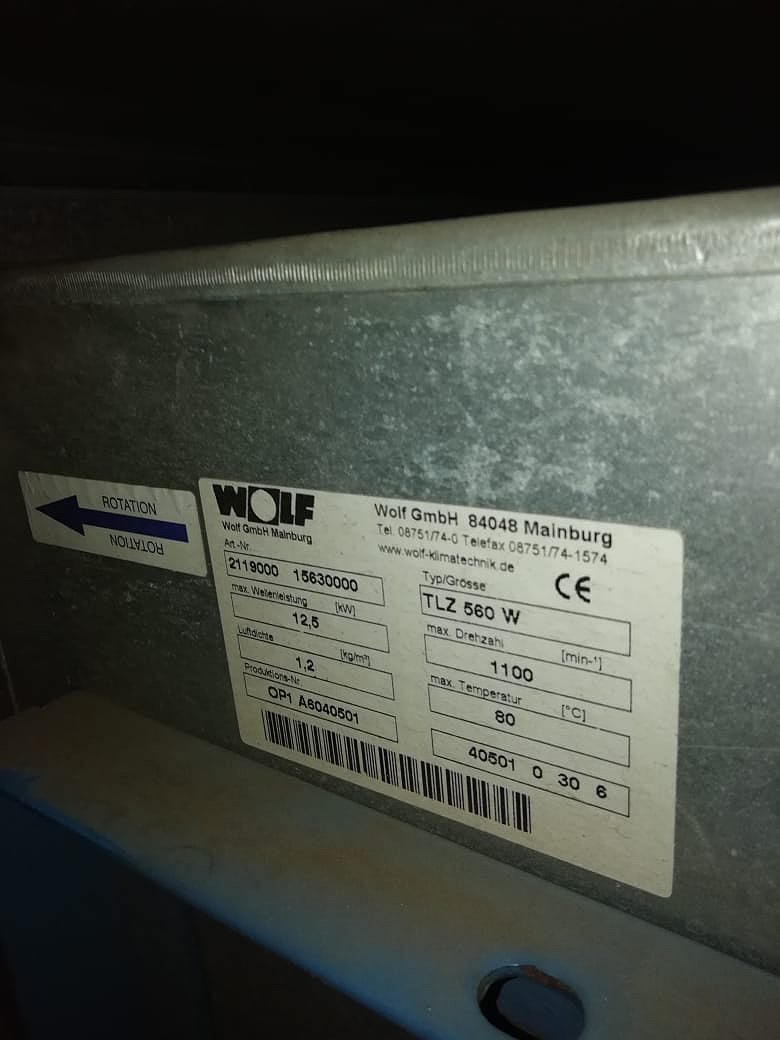 ROTATION
ROTATION
WOLF
Wolf GmbH Mainburg
Wolf GmbH 84048 Mainburg
Tel. 08751/74-0 Telefax 08751/74-1574
www.wolf-klimatechnik.de
CE
Art.-Nr.
2119000 15630000
Typ/Grösse
TLZ 560 W
max. Wellenleistung [kW]
12,5
max. Drehzahl [min-¹]
1100
Luftdichte [kg/m³]
1,2
max. Temperatur [°C]
80
Produktions-Nr.
OP1 A6040501
40501 0 30 6